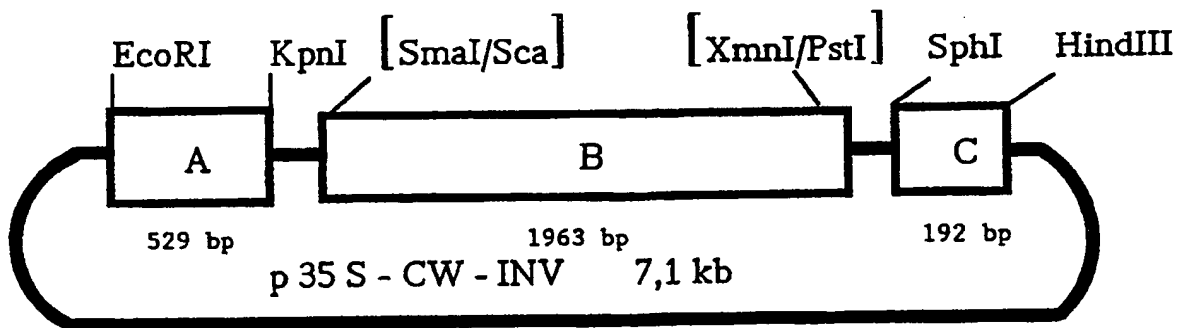 EcoRI KpnI [SmaI/Sca] [XmnI/PstI] SphI HindIII
A B C
529 bp 1963 bp 192 bp
p 35 S - CW - INV 7,1 kb